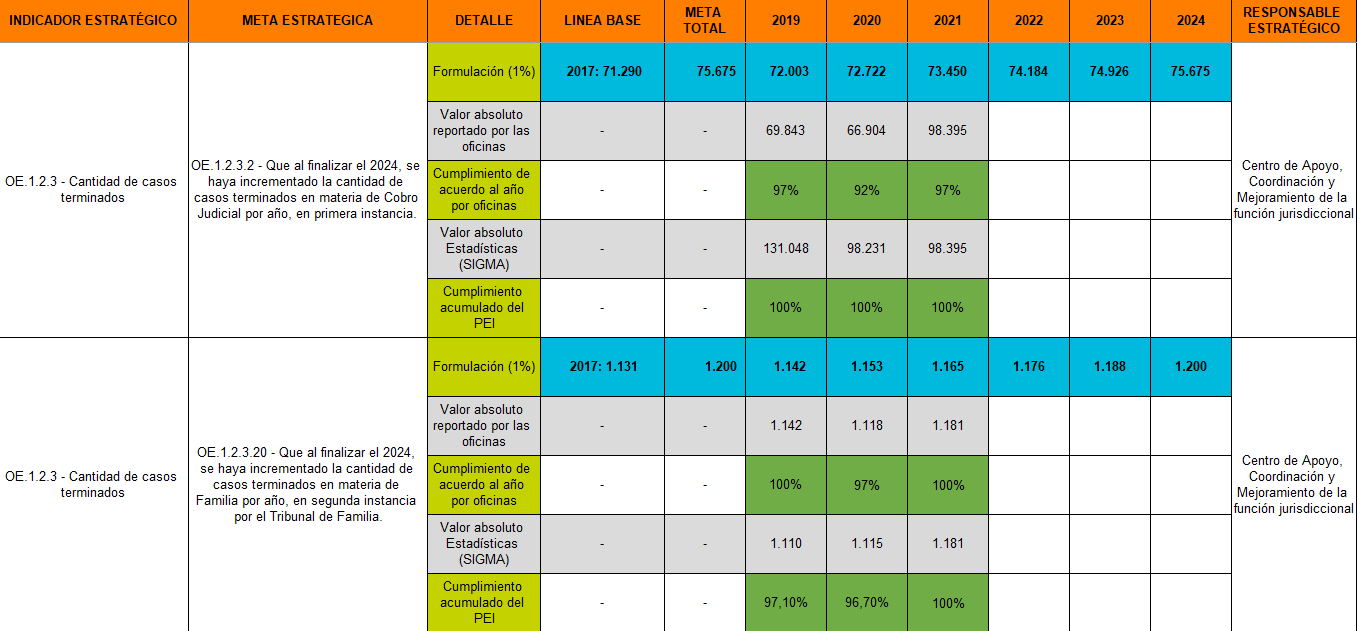 INDICADOR ESTRATÉGICO META ESTRATEGICA DETALLE LINEA BASE META TOTAL 2019 2020 2021 2022 2023 2024 RESPONSABLE ESTRATÉGICO
OE.1.2.3 - Cantidad de casos
terminados
OE.1.2.3.2 - Que al finalizar el 2024, se
haya incrementado la cantidad de
casos terminados en materia de Cobro
Judicial por año, en primera instancia.
Formulación (1%) 2017: 71.290 75.675 72.003 72.722 73.450 74.184 74.926 75.675
Valor absoluto
reportado por las
oficinas
- - 69.843 66.904 98.395
Cumplimiento de
acuerdo al año
por oficinas
- - 97% 92% 97%
Valor absoluto
Estadísticas
(SIGMA)
- - 131.048 98.231 98.395
Cumplimiento
acumulado del
PEI
- - 100% 100% 100%
Centro de Apoyo,
Coordinación y
Mejoramiento de la
función jurisdiccional
OE.1.2.3 - Cantidad de casos
terminados
OE.1.2.3.20 - Que al finalizar el 2024,
se haya incrementado la cantidad de
casos terminados en materia de
Familia por año, en segunda instancia
por el Tribunal de Familia.
Formulación (1%) 2017: 1.131 1.200 1.142 1.153 1.165 1.176 1.188 1.200
Valor absoluto
reportado por las
oficinas
- - 1.142 1.118 1.181
Cumplimiento de
acuerdo al año
por oficinas
- - 100% 97% 100%
Valor absoluto
Estadísticas
(SIGMA)
- - 1.110 1.115 1.181
Cumplimiento
acumulado del
PEI
- - 97,10% 96,70% 100%
Centro de Apoyo,
Coordinación y
Mejoramiento de la
función jurisdiccional